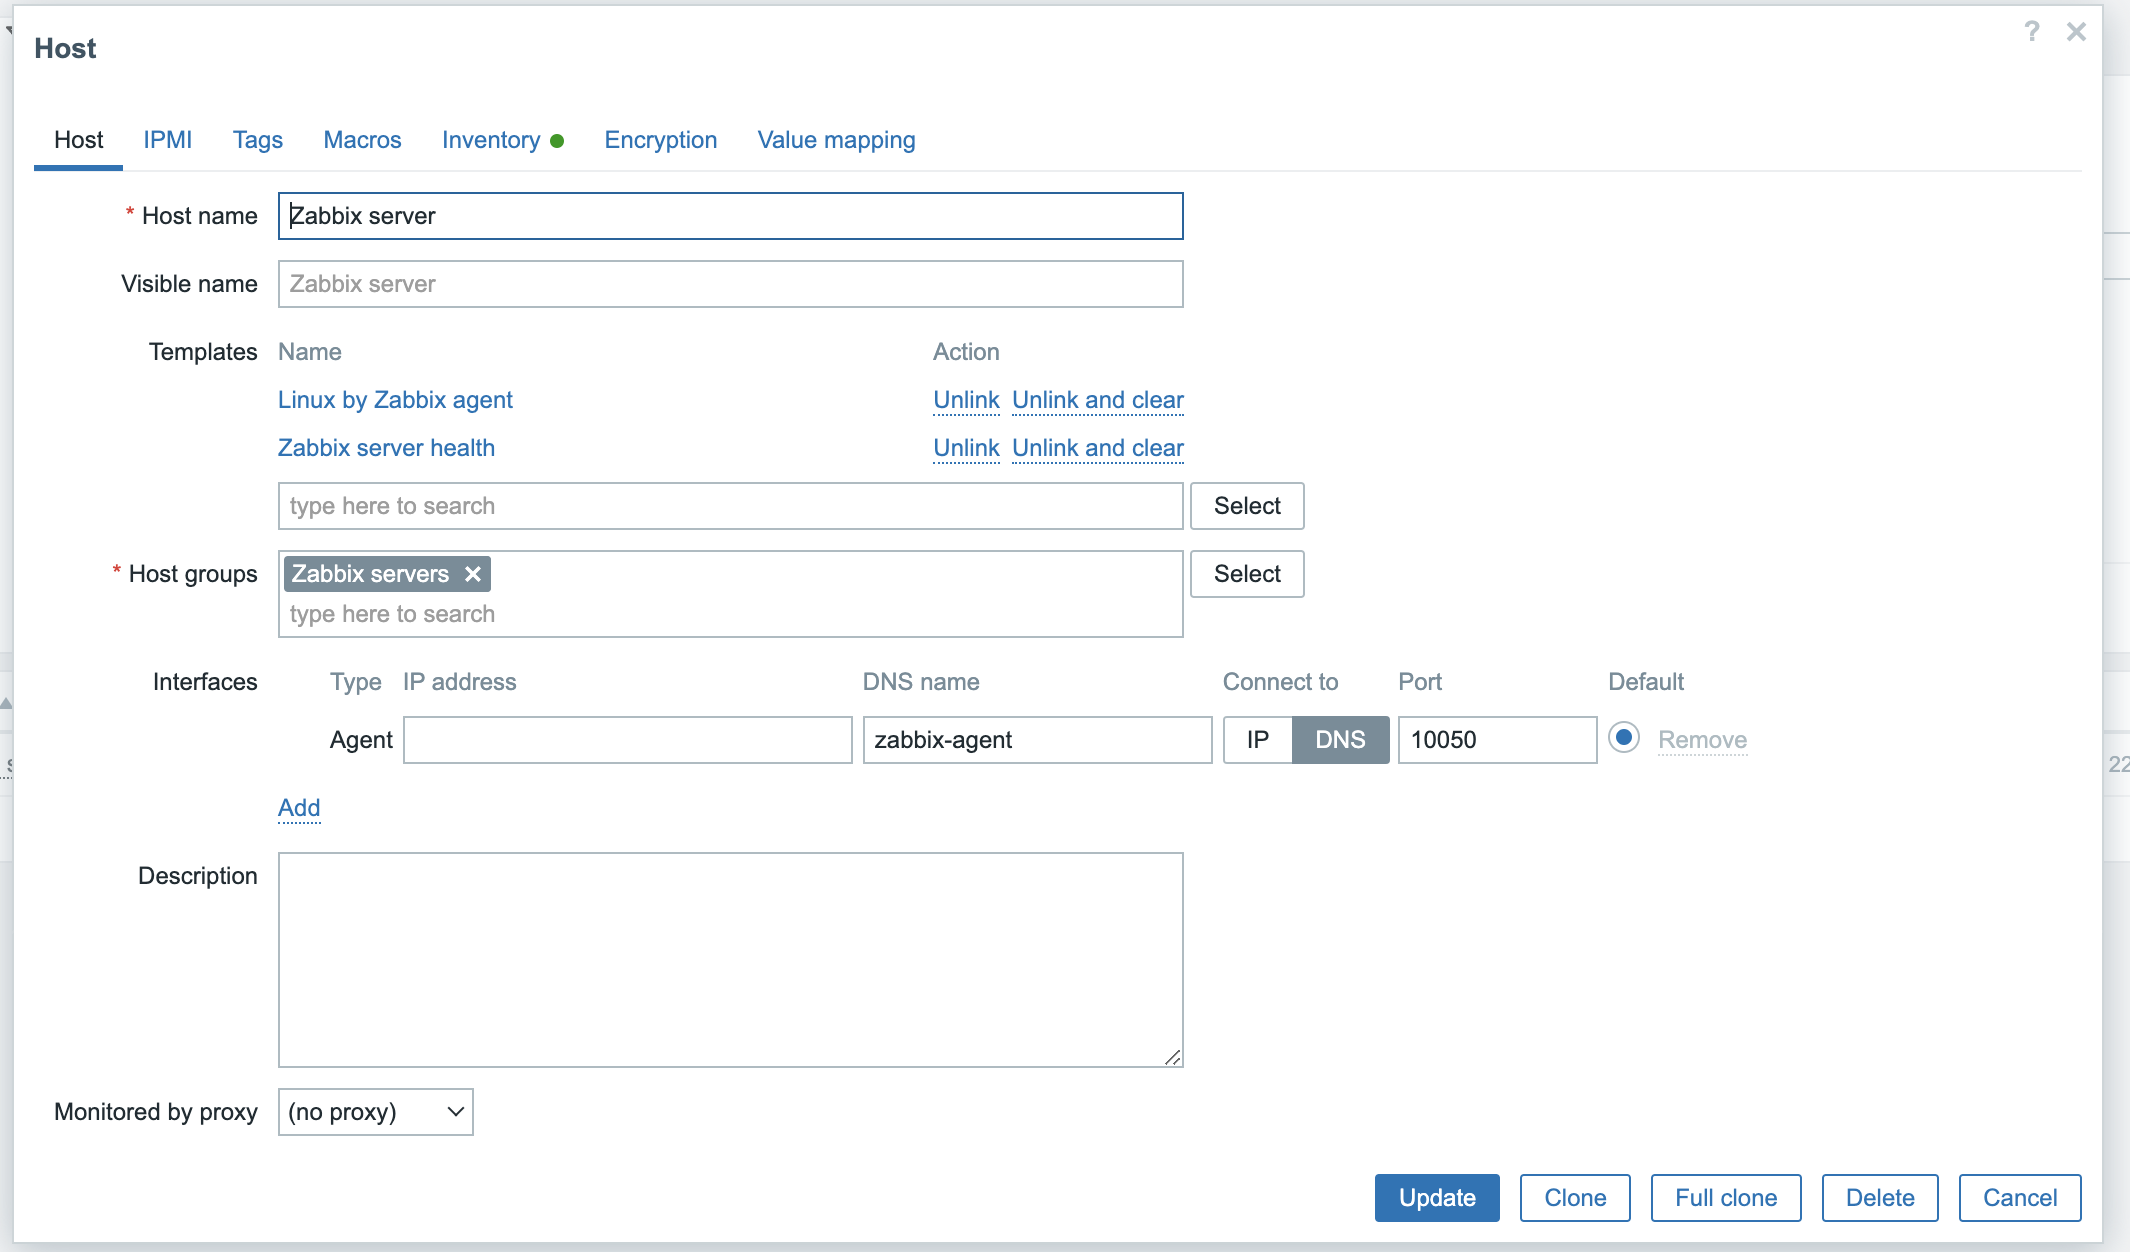 Host
?
Host IPMI Tags Macros Inventory Encryption Value mapping
* Host name Zabbix server
Visible name Zabbix server
Templates Name Action
Linux by Zabbix agent Unlink Unlink and clear
Zabbix server health Unlink Unlink and clear
type here to search Select
* Host groups Zabbix servers Select
type here to search
Interfaces Type IP address DNS name Connect to Port Default
Agent zabbix-agent IP DNS 10050 Remove
22
Add
Description
Monitored by proxy (no proxy)
Update Clone Full clone Delete Cancel